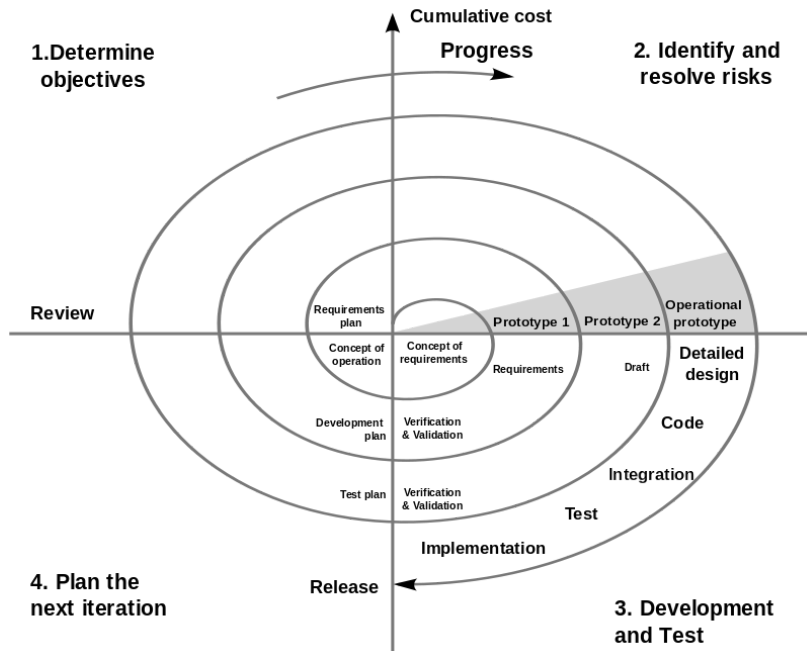 Cumulative cost
1.Determine
objectives
Progress
2. Identify and
resolve risks
Review
Requirements
plan
Prototype 1
Prototype 2
Operational
prototype
Concept of
operation
Concept of
requirements
Requirements
Draft
Detailed
design
Development
plan
Verification
& Validation
Code
Integration
Test plan
Verification
& Validation
Test
Implementation
4. Plan the
next iteration
Release
3. Development
and Test